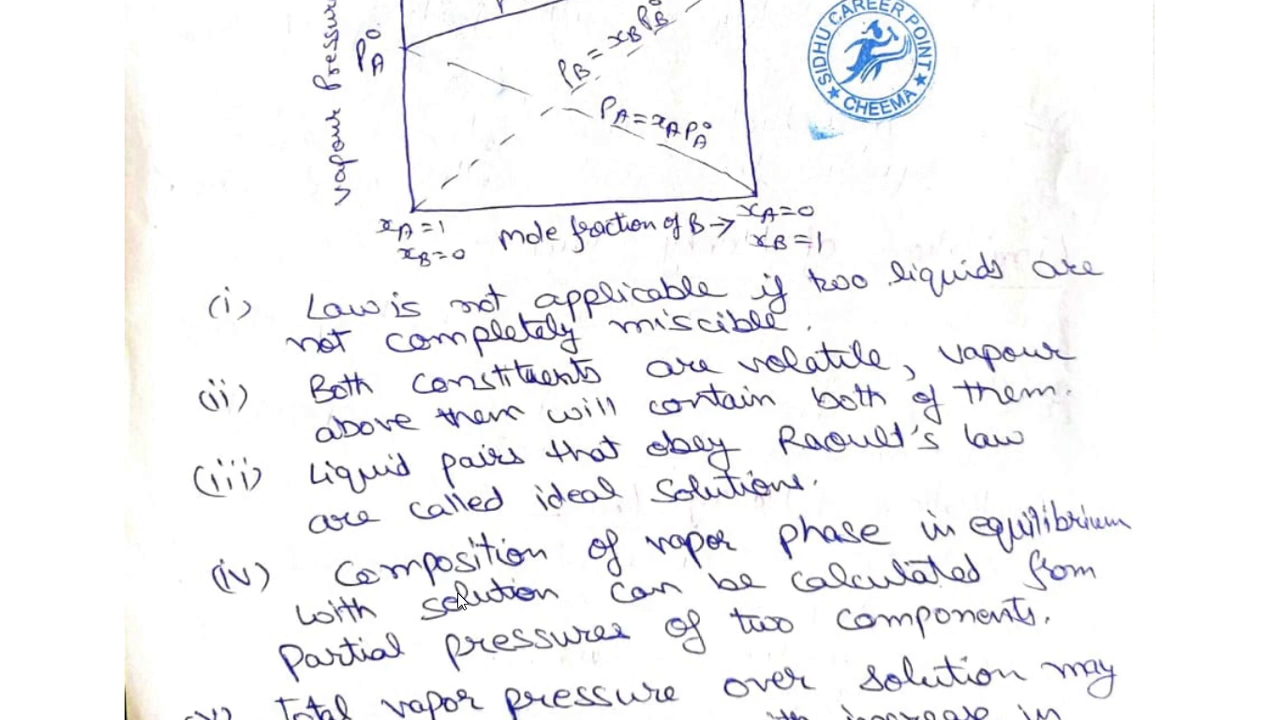 Vapour Pressur
P°A
PB = xB P°B
PA = xA P°A
SIDHU CAREER POINT
★ CHEEMA ★
xA = 1
xB = 0
Mole fraction of B →
xA = 0
xB = 1
(i) Law is not applicable if two liquids are
not completely miscible.
(ii) Both constituents are volatile, vapour
above them will contain both of them.
(iii) Liquid pairs that obey Raoult's law
are called ideal solutions.
(iv) Composition of vapor phase in equilibrium
with solution can be calculated from
Partial pressures of two components.
Total vapor pressure over solution may
increase in